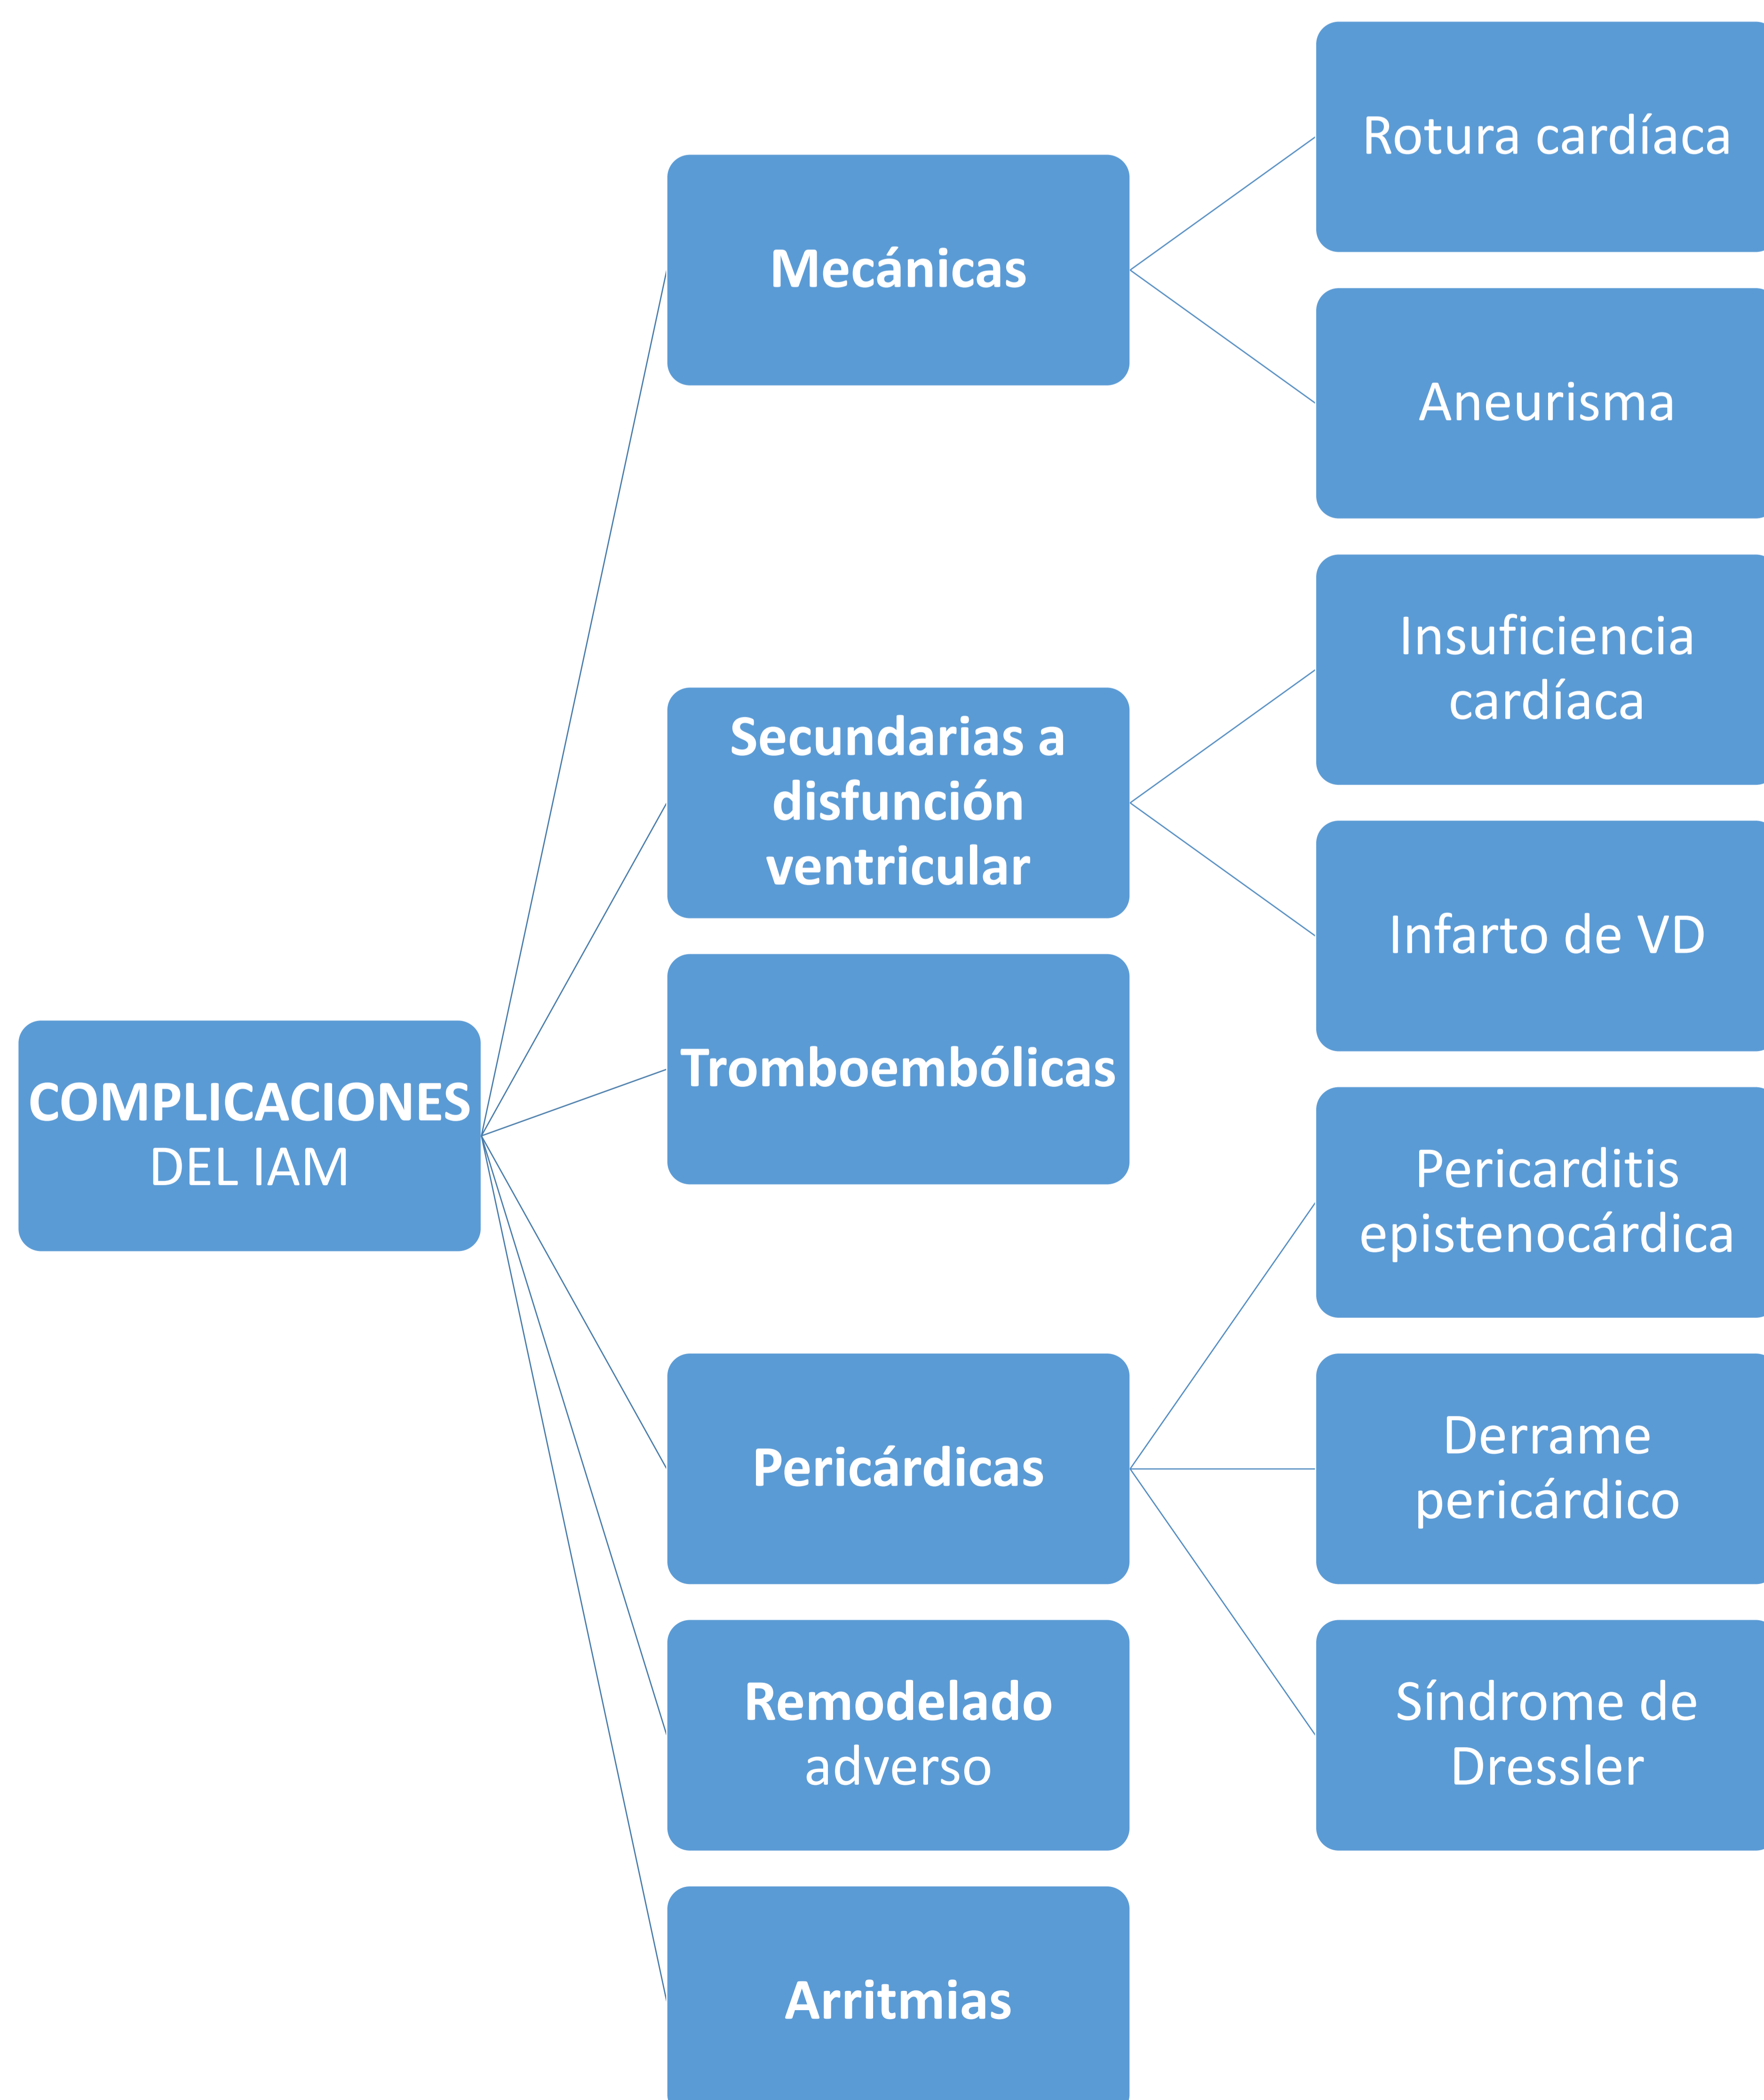 COMPLICACIONES
DEL IAM
Mecánicas
Rotura cardíaca
Aneurisma
Secundarias a
disfunción
ventricular
Insuficiencia
cardíaca
Infarto de VD
Tromboembólicas
Pericárdicas
Pericarditis
epistenocárdica
Derrame
pericárdico
Síndrome de
Dressler
Remodelado
adverso
Arritmias